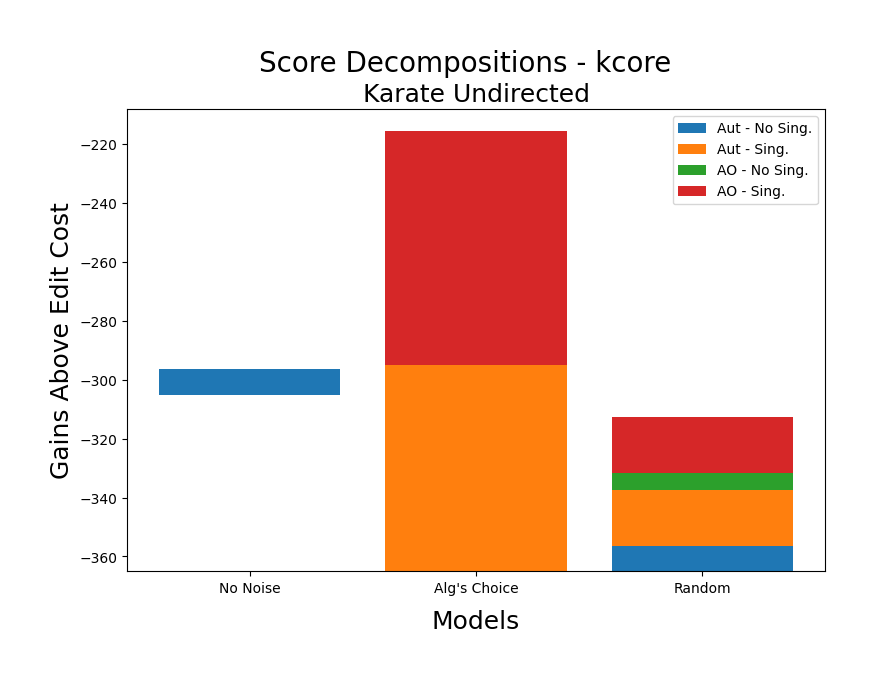 Score Decompositions - kcore
Karate Undirected
Aut - No Sing.
Aut - Sing.
AO - No Sing.
AO - Sing.
Gains Above Edit Cost
−220
−240
−260
−280
−300
−320
−340
−360
No Noise
Alg's Choice
Random
Models